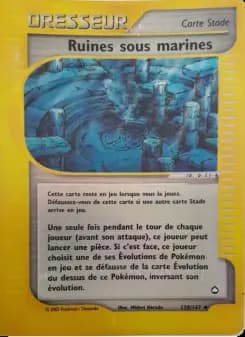 DRESSEUR
Carte Stade
Ruines sous marines
Cette carte reste en jeu lorsque vous la jouez.
Défaussez-vous de cette carte si une autre carte Stade
arrive en jeu.
Une seule fois pendant le tour de chaque
joueur (avant son attaque), ce joueur peut
lancer une pièce. Si c'est face, ce joueur
choisit une de ses Évolutions de Pokémon
en jeu et se défausse de la carte Évolution
du dessus de ce Pokémon, inversant son
évolution.